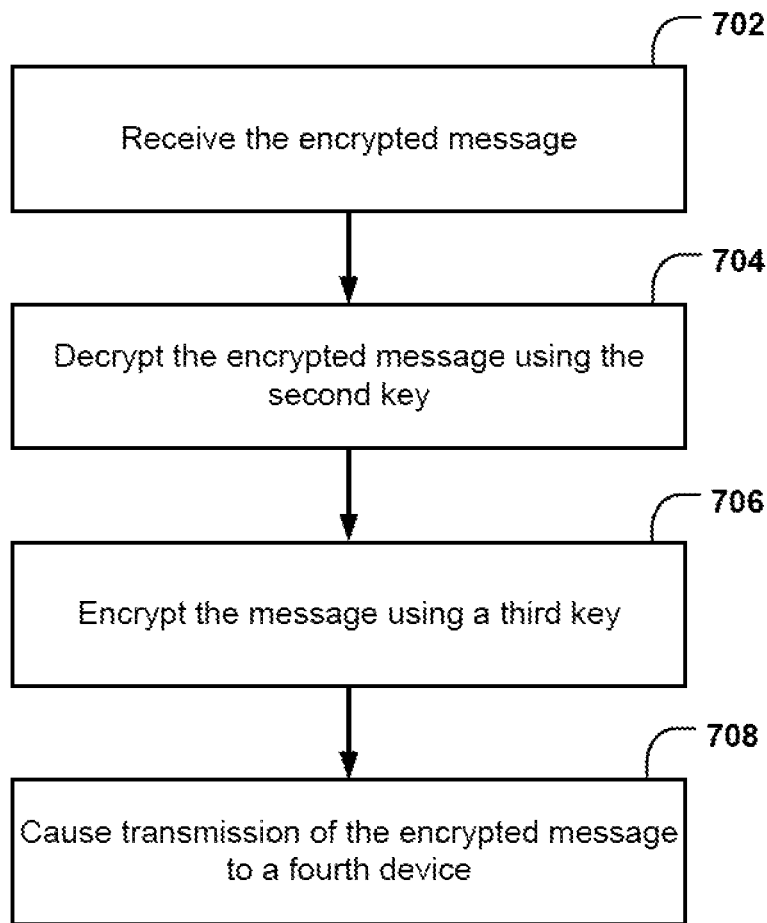 702
Receive the encrypted message
704
Decrypt the encrypted message using the
second key
706
Encrypt the message using a third key
708
Cause transmission of the encrypted message
to a fourth device